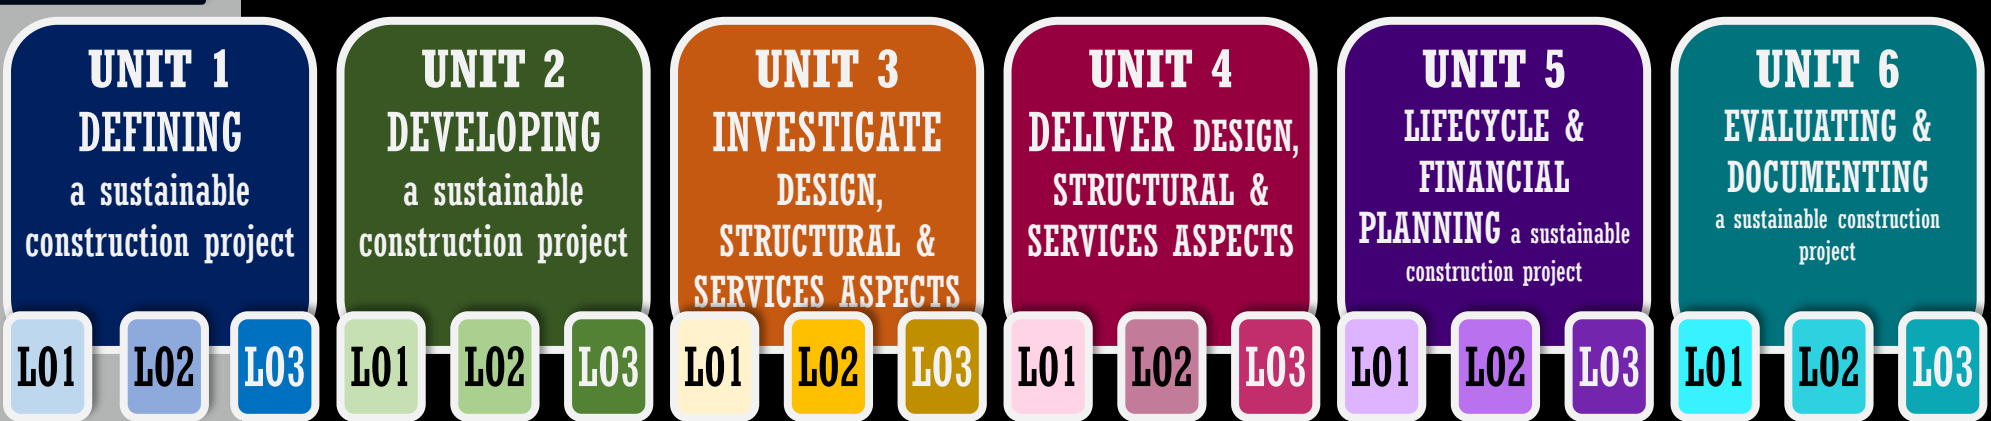 UNIT 1
DEFINING
a sustainable
construction project
LO1 LO2 LO3
UNIT 2
DEVELOPING
a sustainable
construction project
LO1 LO2 LO3
UNIT 3
INVESTIGATE
DESIGN,
STRUCTURAL &
SERVICES ASPECTS
LO1 LO2 LO3
UNIT 4
DELIVER DESIGN,
STRUCTURAL &
SERVICES ASPECTS
LO1 LO2 LO3
UNIT 5
LIFECYCLE &
FINANCIAL
PLANNING a sustainable
construction project
LO1 LO2 LO3
UNIT 6
EVALUATING &
DOCUMENTING
a sustainable construction
project
LO1 LO2 LO3